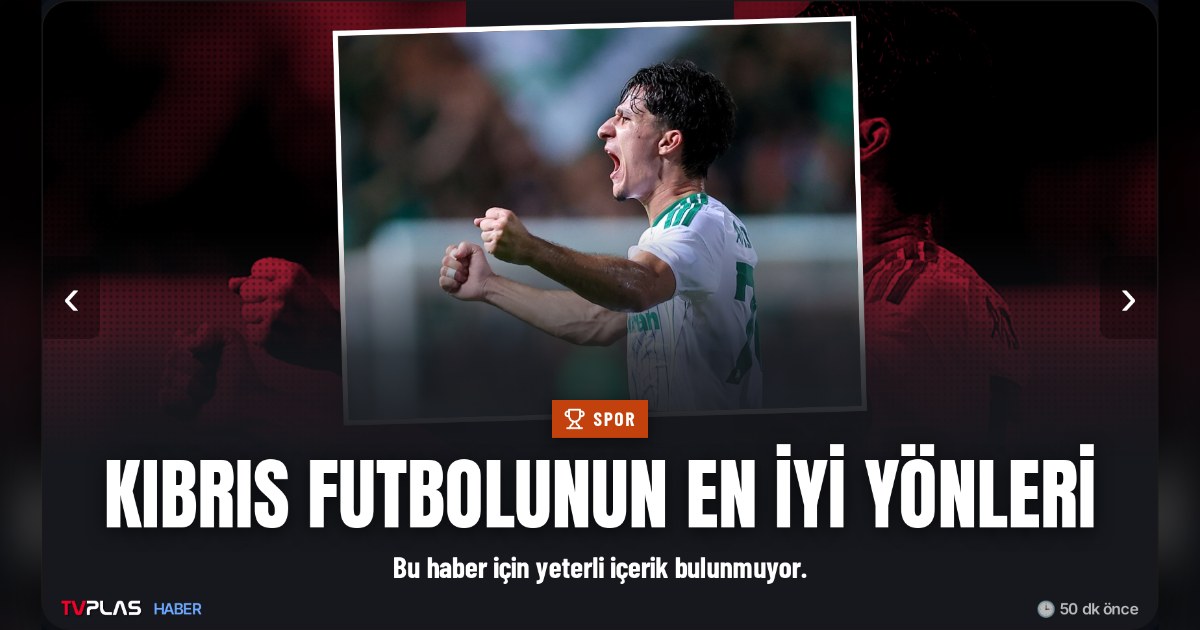 SPOR
KIBRIS FUTBOLUNUN EN İYİ YÖNLERİ
Bu haber için yeterli içerik bulunmuyor.
TVPLAS HABER
50 dk önce